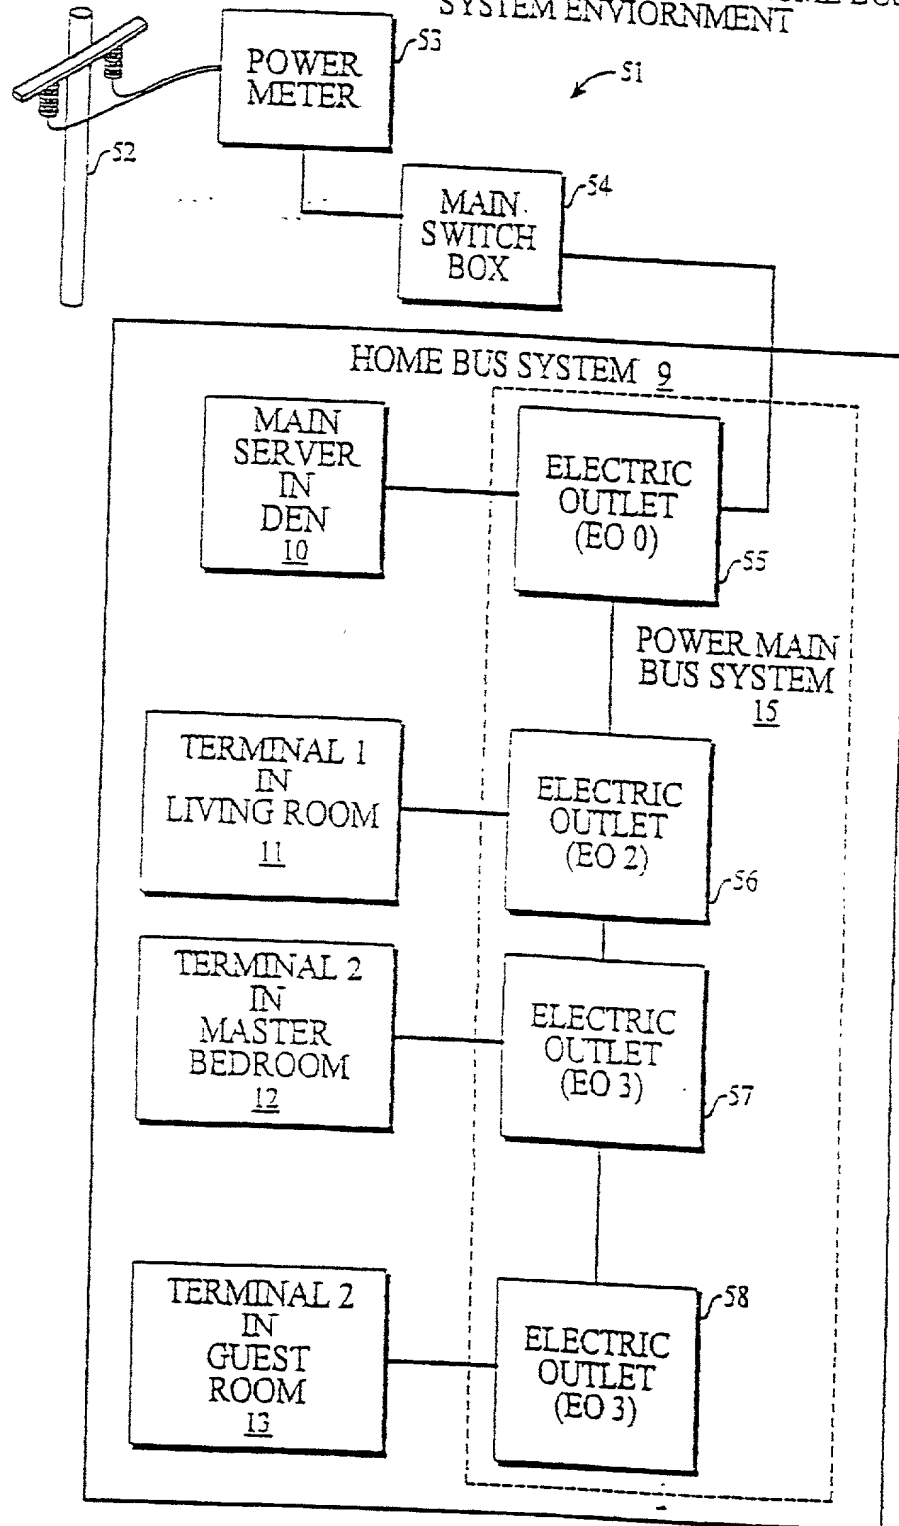 OME BUS
SYSTEM ENVIORNMENT
53
POWER
METER
51
52
54
MAIN
SWITCH
BOX
HOME BUS SYSTEM 9
MAIN
SERVER
IN
DEN
10
ELECTRIC
OUTLET
(EO 0)
55
POWER MAIN
BUS SYSTEM
15
TERMINAL 1
IN
LIVING ROOM
11
ELECTRIC
OUTLET
(EO 2)
56
TERMINAL 2
IN
MASTER
BEDROOM
12
ELECTRIC
OUTLET
(EO 3)
57
TERMINAL 2
IN
GUEST
ROOM
13
58
ELECTRIC
OUTLET
(EO 3)